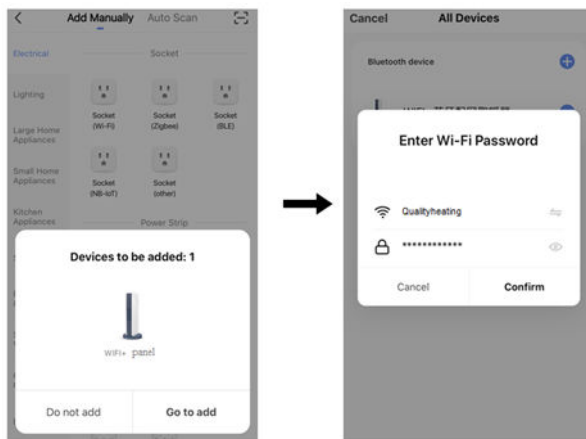 Add Manually
Auto Scan
Electrical
Socket
Lighting
Socket
(Wi-Fi)
Socket
(Zigbee)
Socket
(BLE)
Large Home
Appliances
Small Home
Appliances
Socket
(NB-IoT)
Socket
(other)
Kitchen
Appliances
Power Strip
Devices to be added: 1
WIFI+ panel
Do not add
Go to add
Cancel
All Devices
Bluetooth device
Enter Wi-Fi Password
Qualityheating
************
Cancel
Confirm